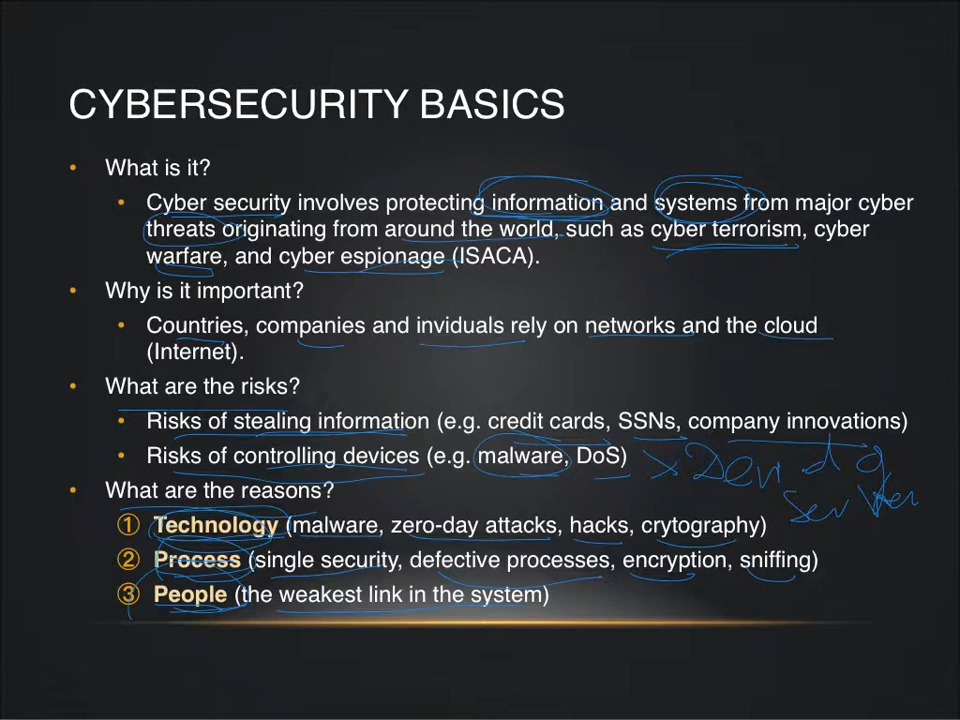 CYBERSECURITY BASICS
• What is it?
• Cyber security involves protecting information and systems from major cyber
threats originating from around the world, such as cyber terrorism, cyber
warfare, and cyber espionage (ISACA).
• Why is it important?
• Countries, companies and inviduals rely on networks and the cloud
(Internet).
• What are the risks?
• Risks of stealing information (e.g. credit cards, SSNs, company innovations)
• Risks of controlling devices (e.g. malware, DoS)
• What are the reasons?
① Technology (malware, zero-day attacks, hacks, crytography)
② Process (single security, defective processes, encryption, sniffing)
③ People (the weakest link in the system)